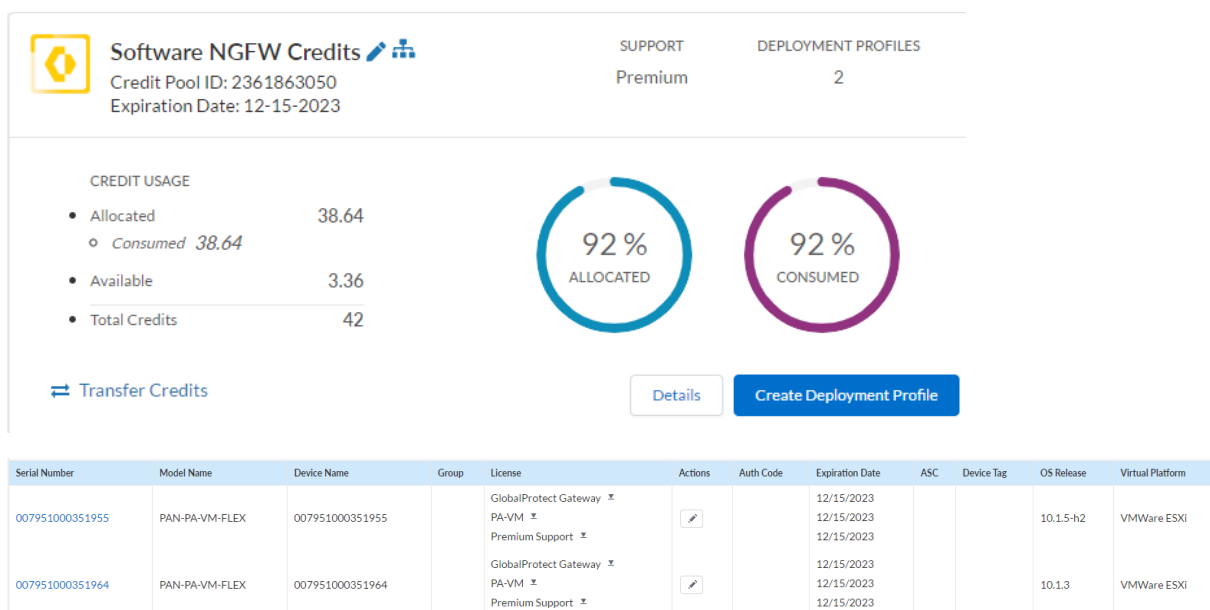 Software NGFW Credits
Credit Pool ID: 2361863050
Expiration Date: 12-15-2023
SUPPORT
Premium
DEPLOYMENT PROFILES
2
CREDIT USAGE
Allocated 38.64
Consumed 38.64
Available 3.36
Total Credits 42
92 %
ALLOCATED
92 %
CONSUMED
Transfer Credits
Details
Create Deployment Profile
Serial Number Model Name Device Name Group License Actions Auth Code Expiration Date ASC Device Tag OS Release Virtual Platform
GlobalProtect Gateway 12/15/2023
007951000351955 PAN-PA-VM-FLEX 007951000351955 PA-VM 12/15/2023 10.1.5-h2 VMWare ESXi
Premium Support 12/15/2023
GlobalProtect Gateway 12/15/2023
007951000351964 PAN-PA-VM-FLEX 007951000351964 PA-VM 12/15/2023 10.1.3 VMWare ESXi
Premium Support 12/15/2023